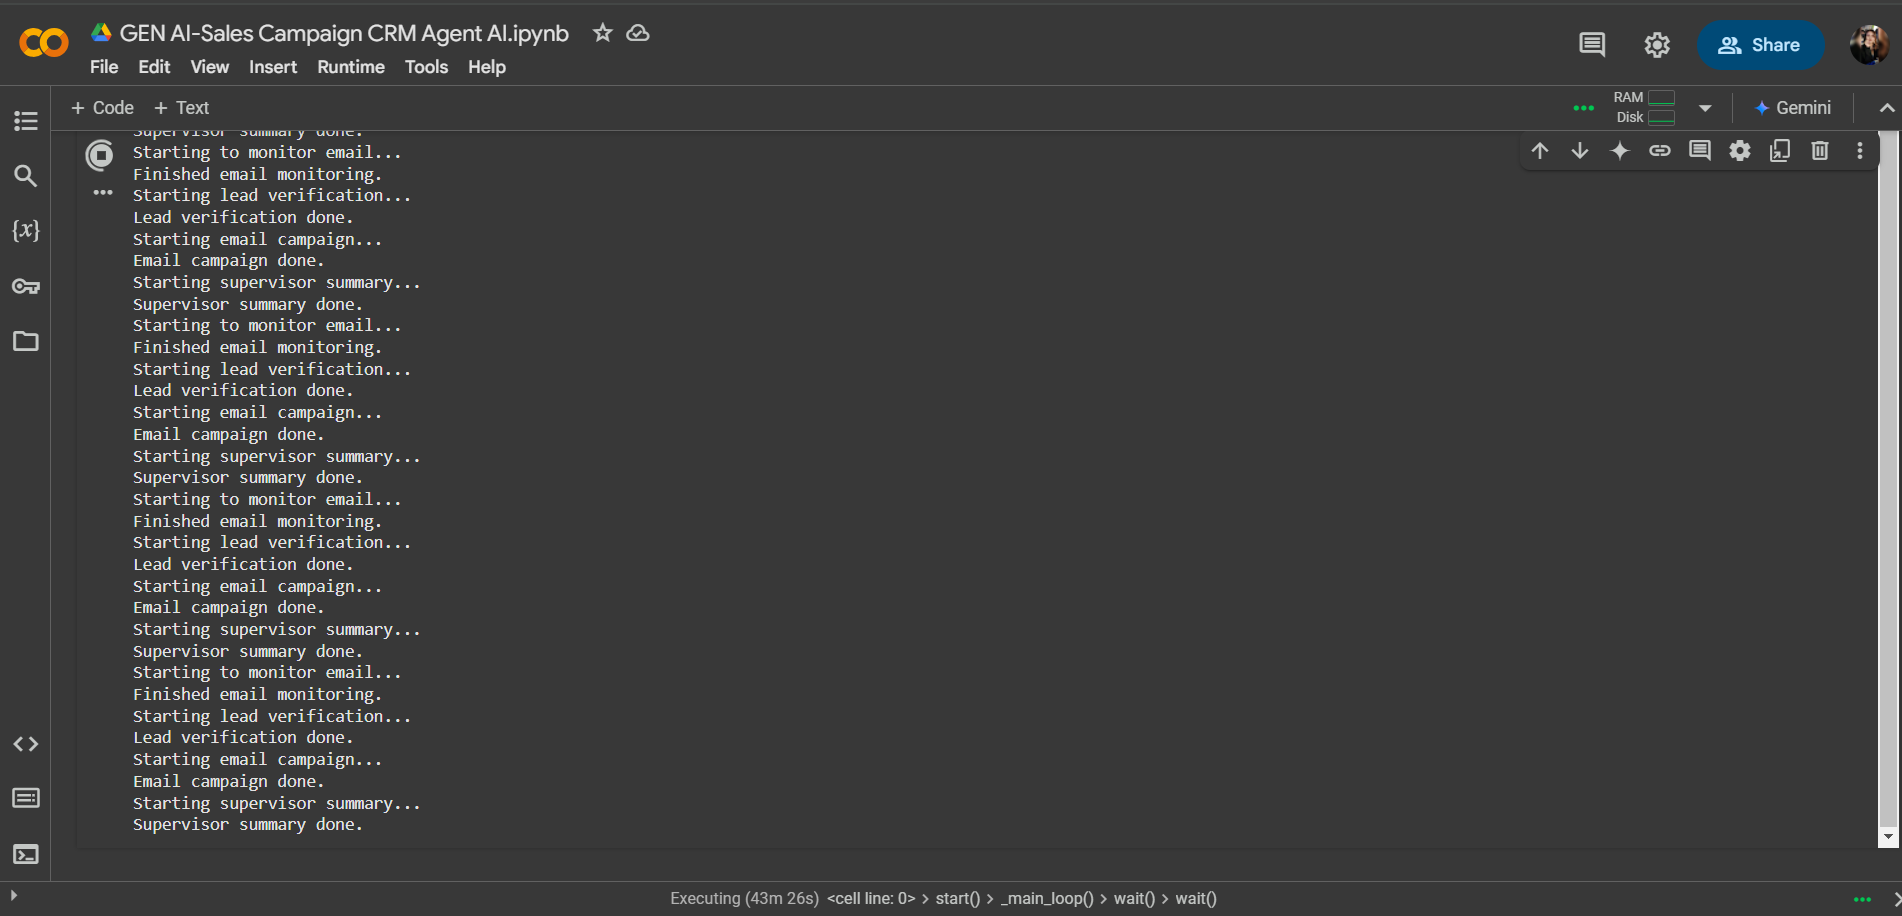 GEN AI-Sales Campaign CRM Agent AI.ipynb
File Edit View Insert Runtime Tools Help
Share
+ Code + Text
RAM
Disk
Gemini
{x}
Supervisor summary done.
Starting to monitor email...
Finished email monitoring.
Starting lead verification...
Lead verification done.
Starting email campaign...
Email campaign done.
Starting supervisor summary...
Supervisor summary done.
Starting to monitor email...
Finished email monitoring.
Starting lead verification...
Lead verification done.
Starting email campaign...
Email campaign done.
Starting supervisor summary...
Supervisor summary done.
Starting to monitor email...
Finished email monitoring.
Starting lead verification...
Lead verification done.
Starting email campaign...
Email campaign done.
Starting supervisor summary...
Supervisor summary done.
Starting to monitor email...
Finished email monitoring.
Starting lead verification...
Lead verification done.
Starting email campaign...
Email campaign done.
Starting supervisor summary...
Supervisor summary done.
Executing (43m 26s) <cell line: 0> > start() > _main_loop() > wait() > wait()